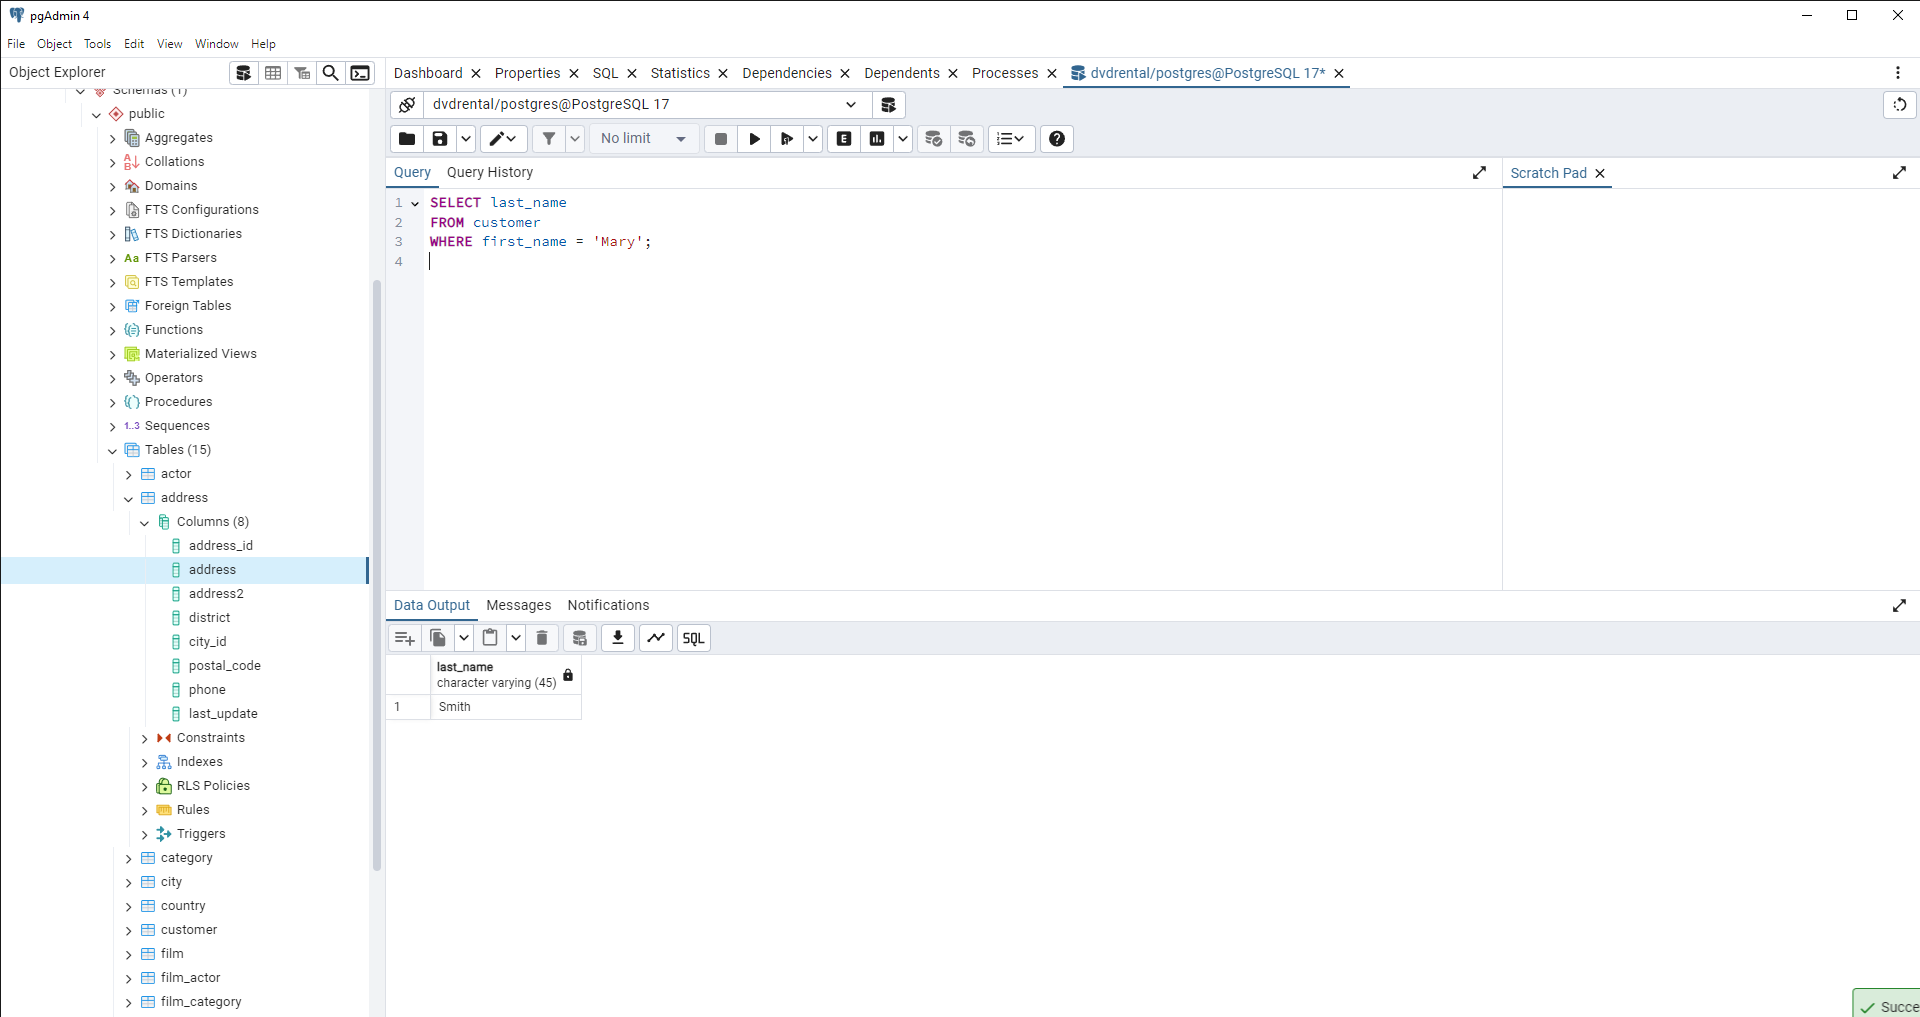 pgAdmin 4
File Object Tools Edit View Window Help
Object Explorer
Dashboard Properties SQL Statistics Dependencies Dependents Processes dvdrental/postgres@PostgreSQL 17*
dvdrental/postgres@PostgreSQL 17
No limit
E
Query Query History
Scratch Pad
1 SELECT last_name
2 FROM customer
3 WHERE first_name = 'Mary';
4
Schemas (1)
public
Aggregates
Collations
Domains
FTS Configurations
FTS Dictionaries
Aa FTS Parsers
FTS Templates
Foreign Tables
Functions
Materialized Views
Operators
Procedures
1..3 Sequences
Tables (15)
actor
address
Columns (8)
address_id
address
address2
district
city_id
postal_code
phone
last_update
Constraints
Indexes
RLS Policies
Rules
Triggers
category
city
country
customer
film
film_actor
film_category
Data Output Messages Notifications
SQL
last_name
character varying (45)
1 Smith
Succe